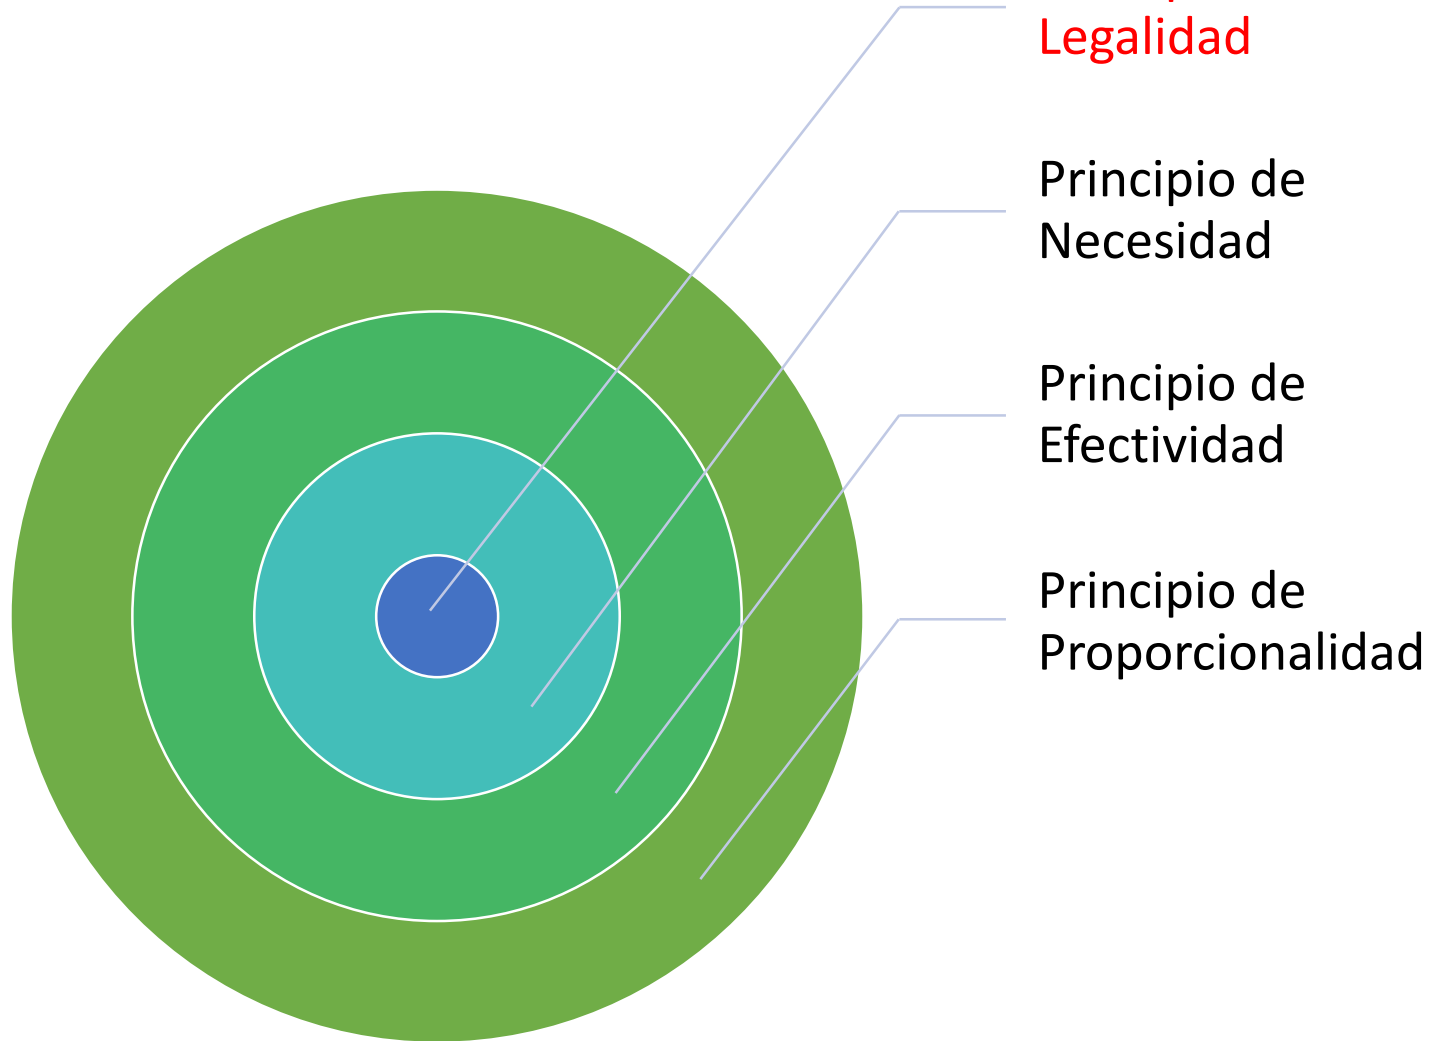 Legalidad
Principio de
Necesidad
Principio de
Efectividad
Principio de
Proporcionalidad